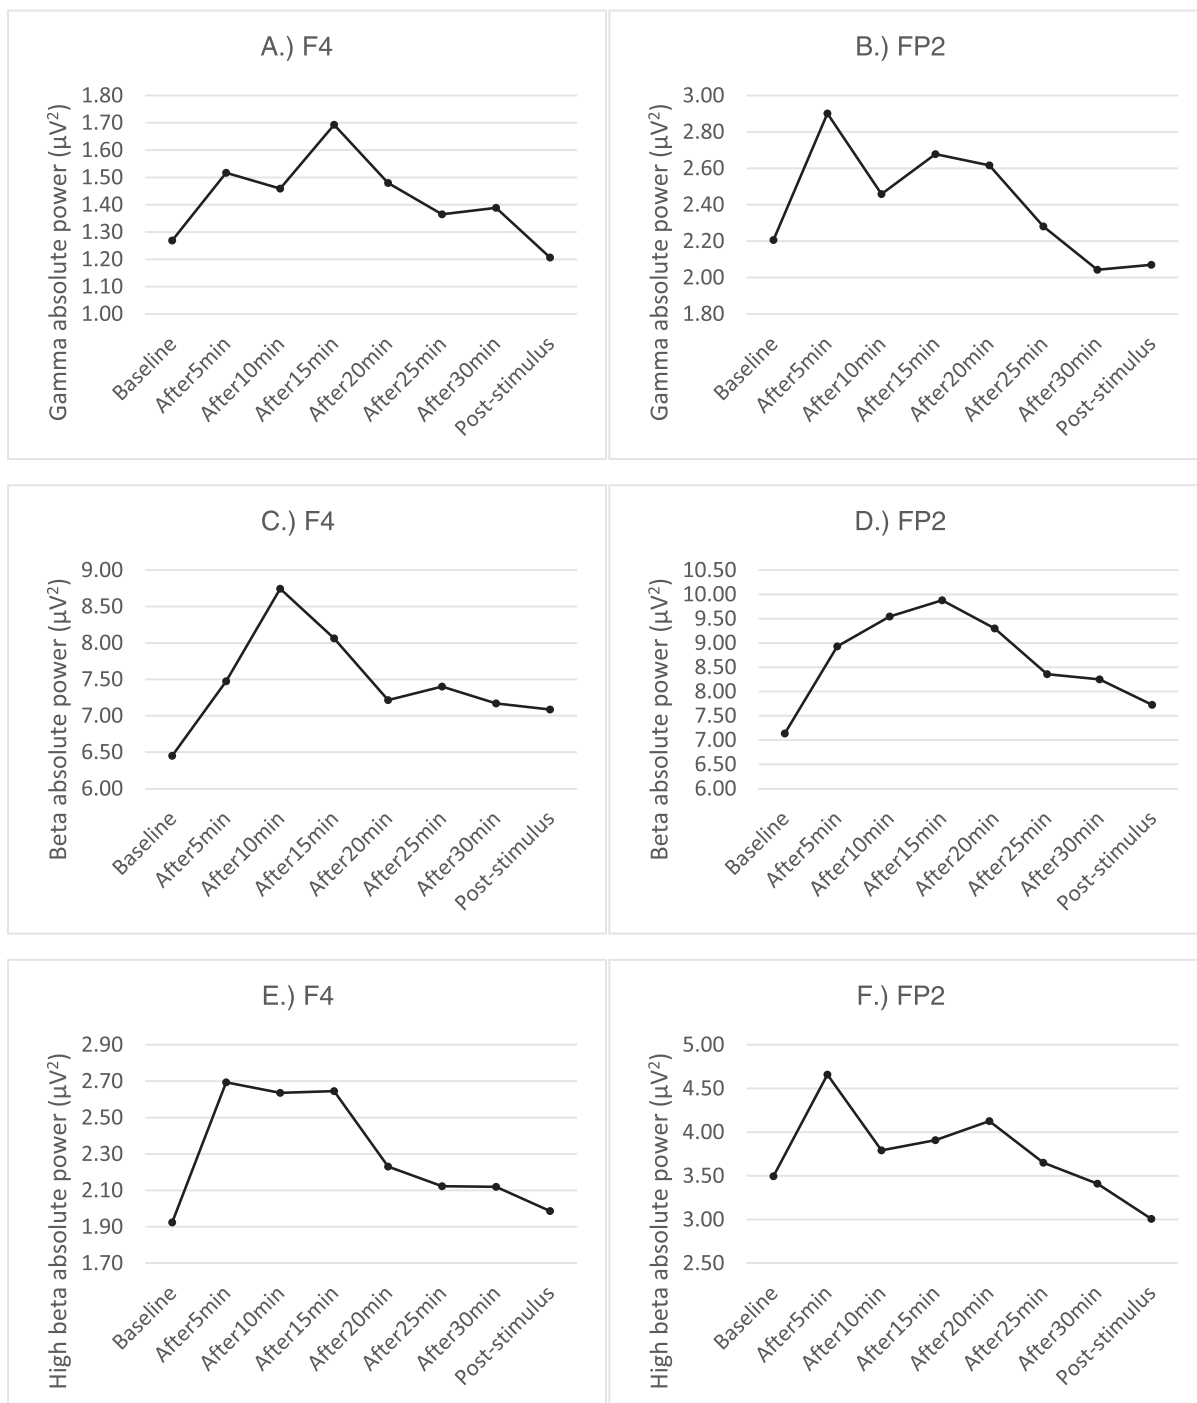 A.) F4
Gamma absolute power (µV²)
1.80
1.70
1.60
1.50
1.40
1.30
1.20
1.10
1.00
Baseline
After5min
After10min
After15min
After20min
After25min
After30min
Post-stimulus
B.) FP2
Gamma absolute power (µV²)
3.00
2.80
2.60
2.40
2.20
2.00
1.80
Baseline
After5min
After10min
After15min
After20min
After25min
After30min
Post-stimulus
C.) F4
Beta absolute power (µV²)
9.00
8.50
8.00
7.50
7.00
6.50
6.00
Baseline
After5min
After10min
After15min
After20min
After25min
After30min
Post-stimulus
D.) FP2
Beta absolute power (µV²)
10.50
10.00
9.50
9.00
8.50
8.00
7.50
7.00
6.50
6.00
Baseline
After5min
After10min
After15min
After20min
After25min
After30min
Post-stimulus
E.) F4
High beta absolute power (µV²)
2.90
2.70
2.50
2.30
2.10
1.90
1.70
Baseline
After5min
After10min
After15min
After20min
After25min
After30min
Post-stimulus
F.) FP2
High beta absolute power (µV²)
5.00
4.50
4.00
3.50
3.00
2.50
Baseline
After5min
After10min
After15min
After20min
After25min
After30min
Post-stimulus